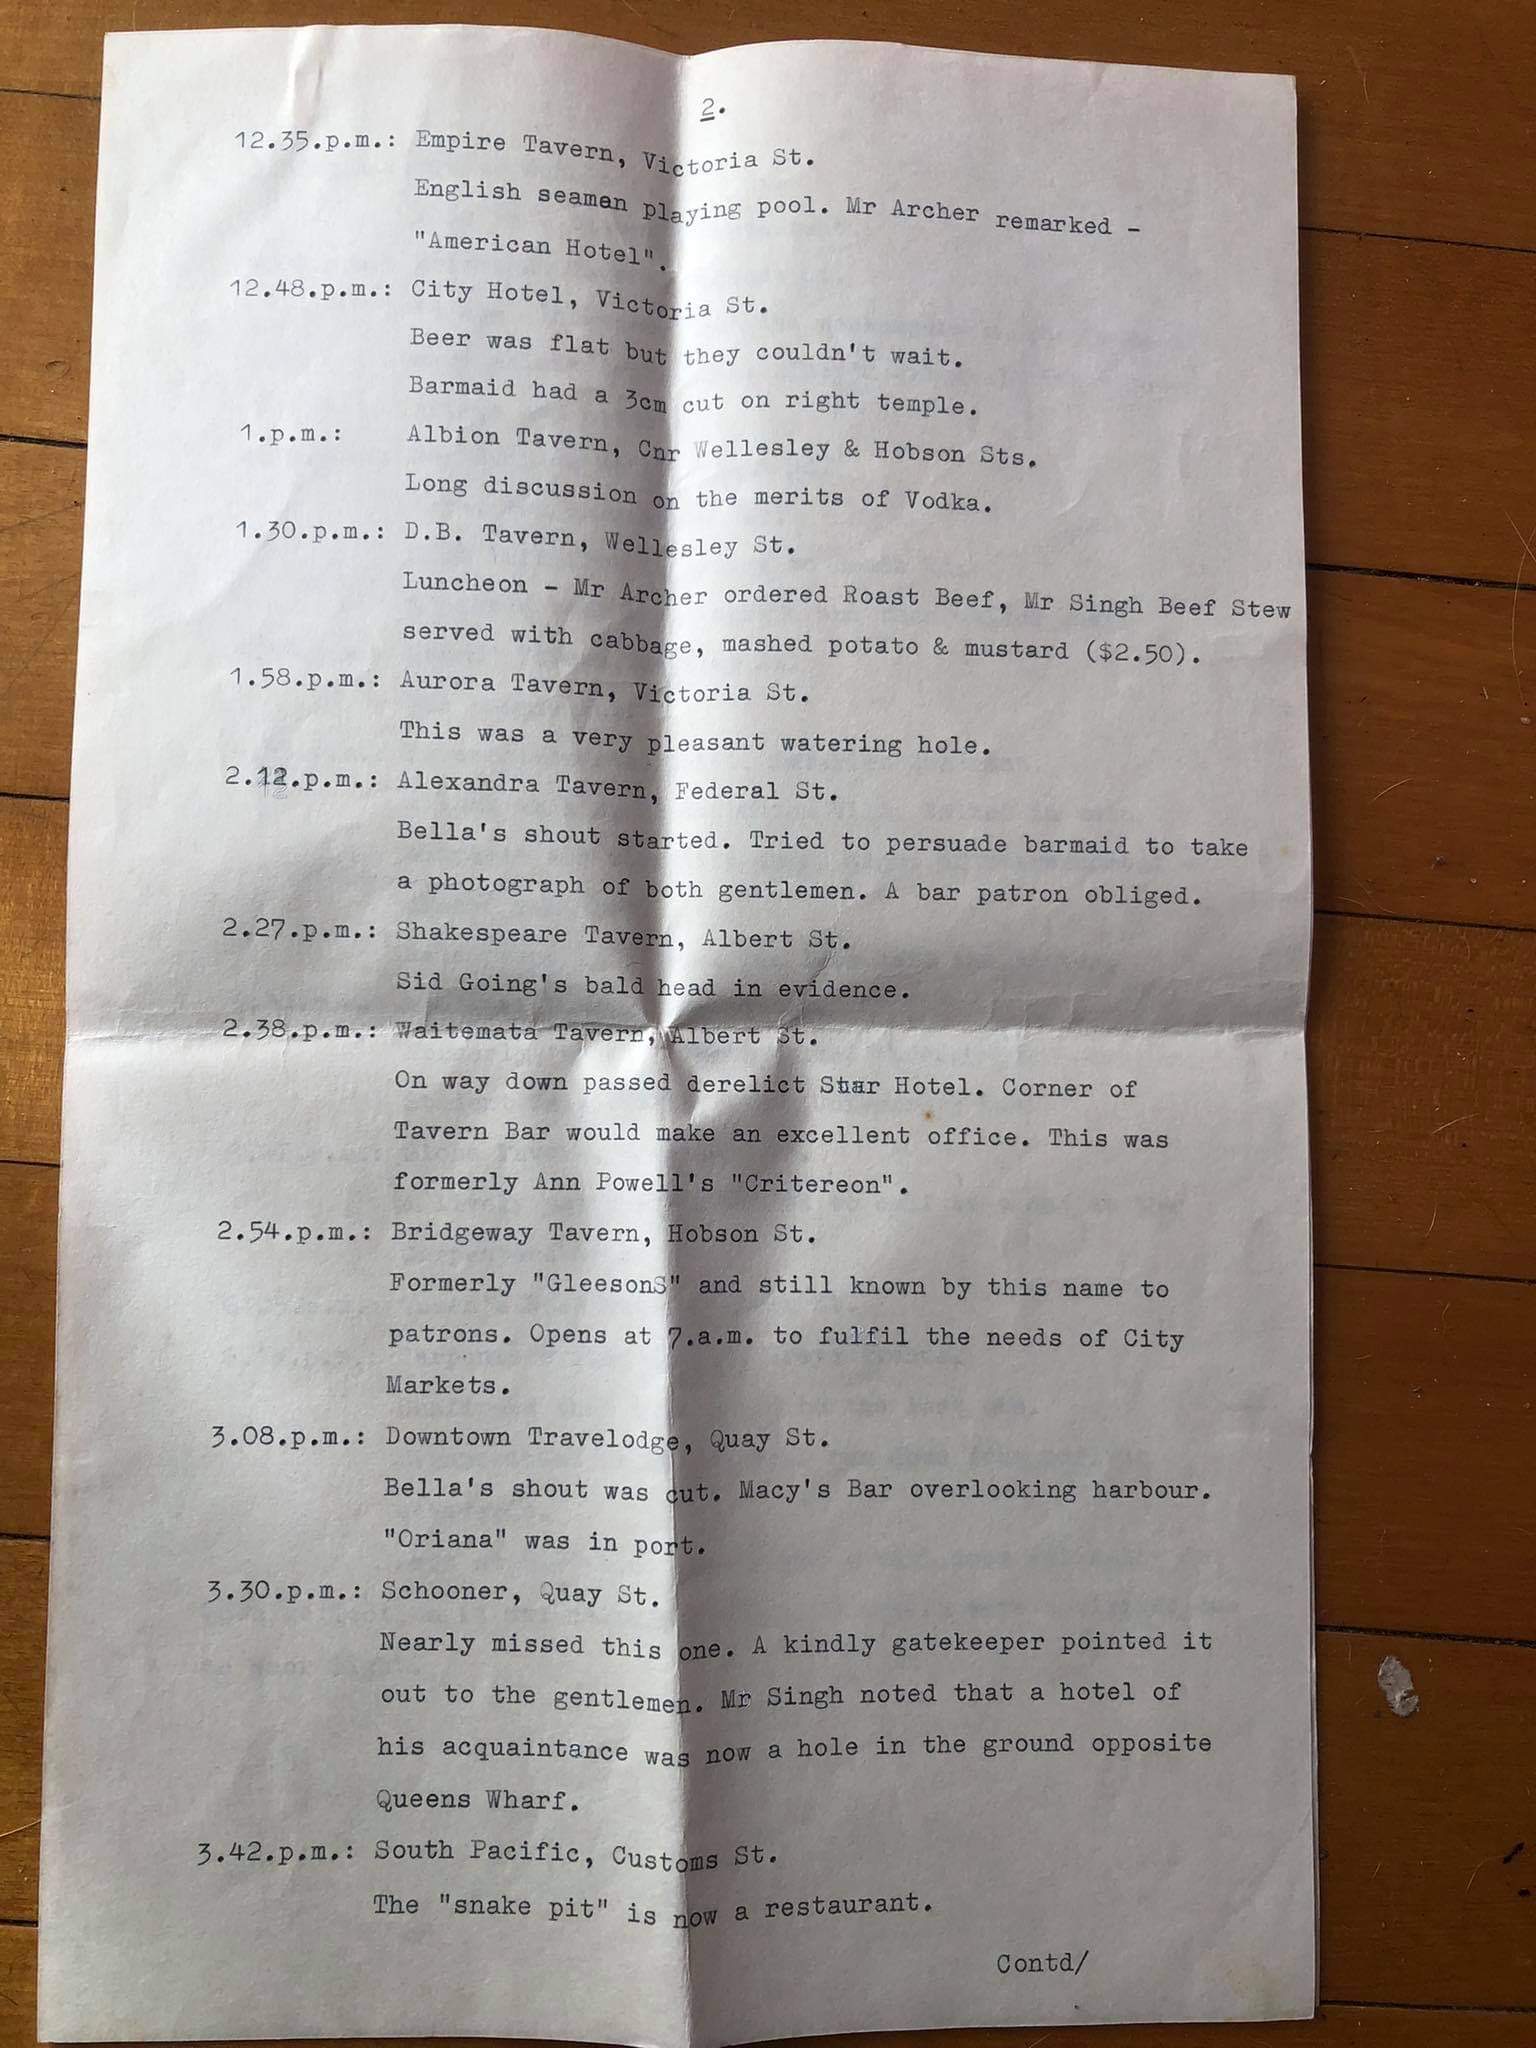 2.
12.35.p.m.: Empire Tavern, Victoria St.
English seamen playing pool. Mr Archer remarked -
"American Hotel".
12.48.p.m.: City Hotel, Victoria St.
Beer was flat but they couldn't wait.
Barmaid had a 3cm cut on right temple.
1.p.m.: Albion Tavern, Cnr Wellesley & Hobson Sts.
Long discussion on the merits of Vodka.
1.30.p.m.: D.B. Tavern, Wellesley St.
Luncheon - Mr Archer ordered Roast Beef, Mr Singh Beef Stew
served with cabbage, mashed potato & mustard ($2.50).
1.58.p.m.: Aurora Tavern, Victoria St.
This was a very pleasant watering hole.
2.12.p.m.: Alexandra Tavern, Federal St.
Bella's shout started. Tried to persuade barmaid to take
a photograph of both gentlemen. A bar patron obliged.
2.27.p.m.: Shakespeare Tavern, Albert St.
Sid Going's bald head in evidence.
2.38.p.m.: Waitemata Tavern, Albert St.
On way down passed derelict Star Hotel. Corner of
Tavern Bar would make an excellent office. This was
formerly Ann Powell's "Critereon".
2.54.p.m.: Bridgeway Tavern, Hobson St.
Formerly "GleesonS" and still known by this name to
patrons. Opens at 7.a.m. to fulfil the needs of City
Markets.
3.08.p.m.: Downtown Travelodge, Quay St.
Bella's shout was cut. Macy's Bar overlooking harbour.
"Oriana" was in port.
3.30.p.m.: Schooner, Quay St.
Nearly missed this one. A kindly gatekeeper pointed it
out to the gentlemen. Mr Singh noted that a hotel of
his acquaintance was now a hole in the ground opposite
Queens Wharf.
3.42.p.m.: South Pacific, Customs St.
The "snake pit" is now a restaurant.
Contd/